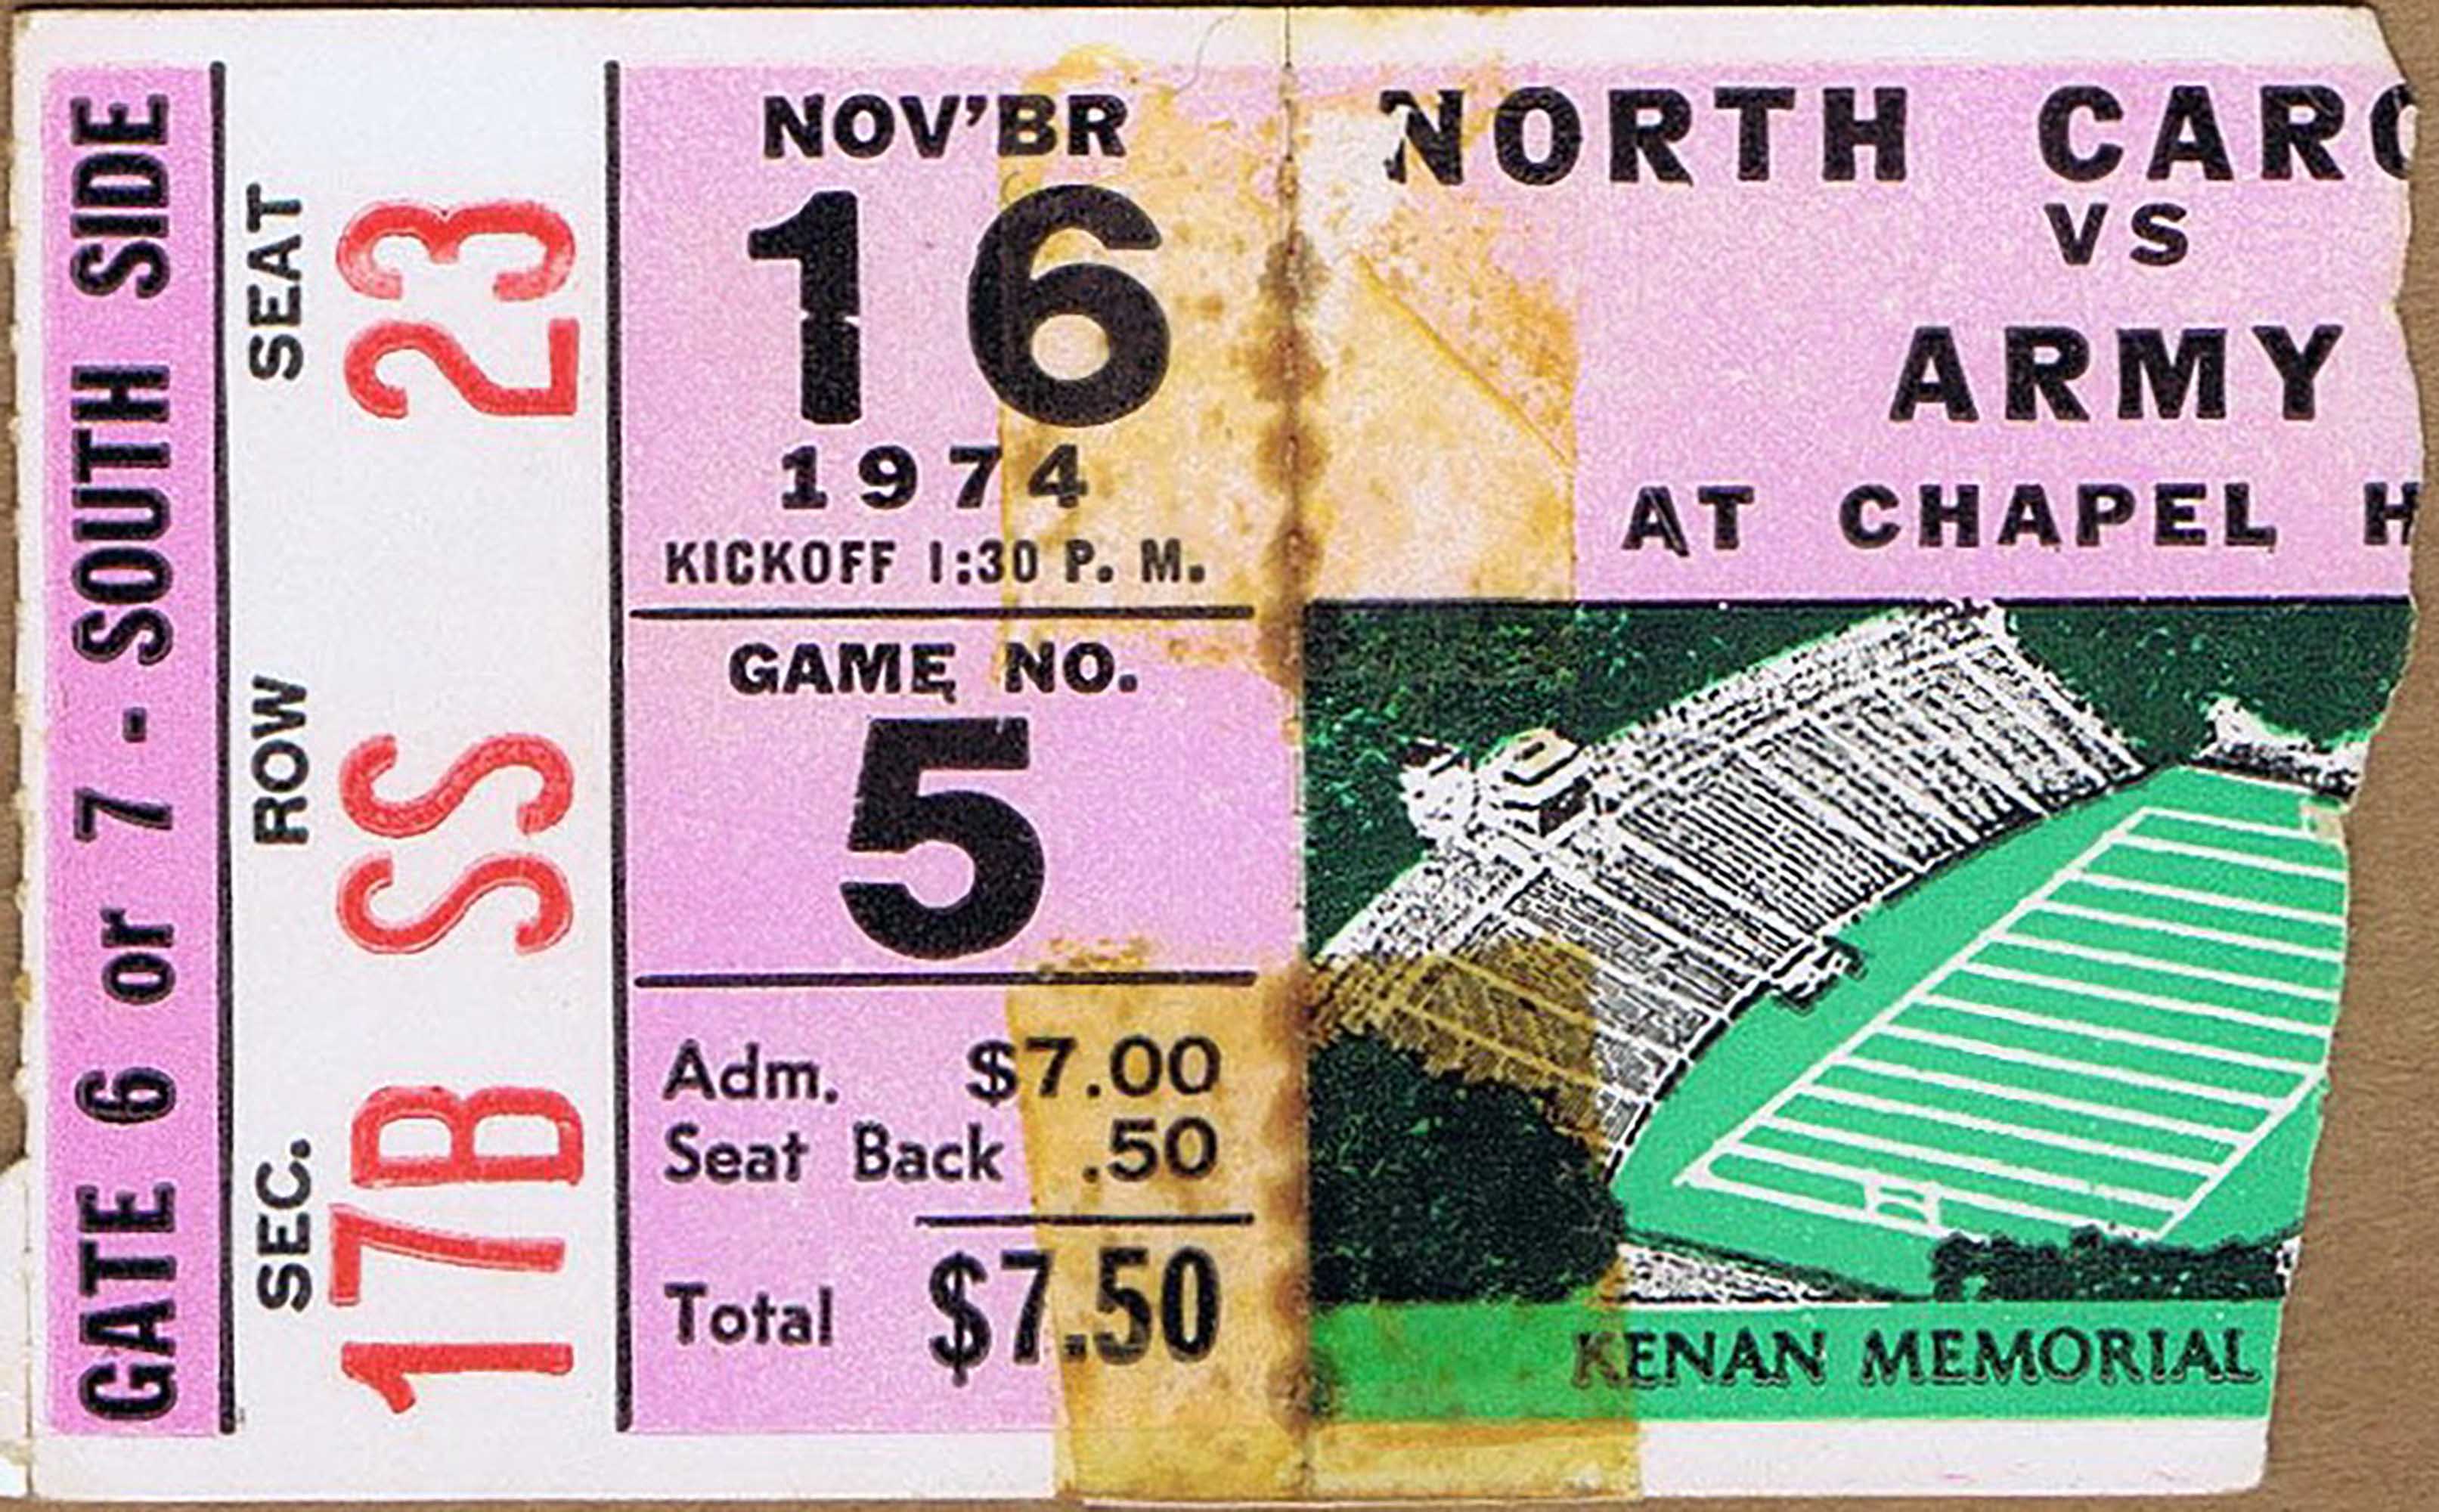 GATE 6 or 7 - SOUTH SIDE
SEC. ROW SEAT
17B SS 23
NOV'BR
16
1974
KICKOFF 1:30 P. M.
GAME NO.
5
Adm. $7.00
Seat Back .50
Total $7.50
NORTH CARO
VS
ARMY
AT CHAPEL H
KENAN MEMORIAL